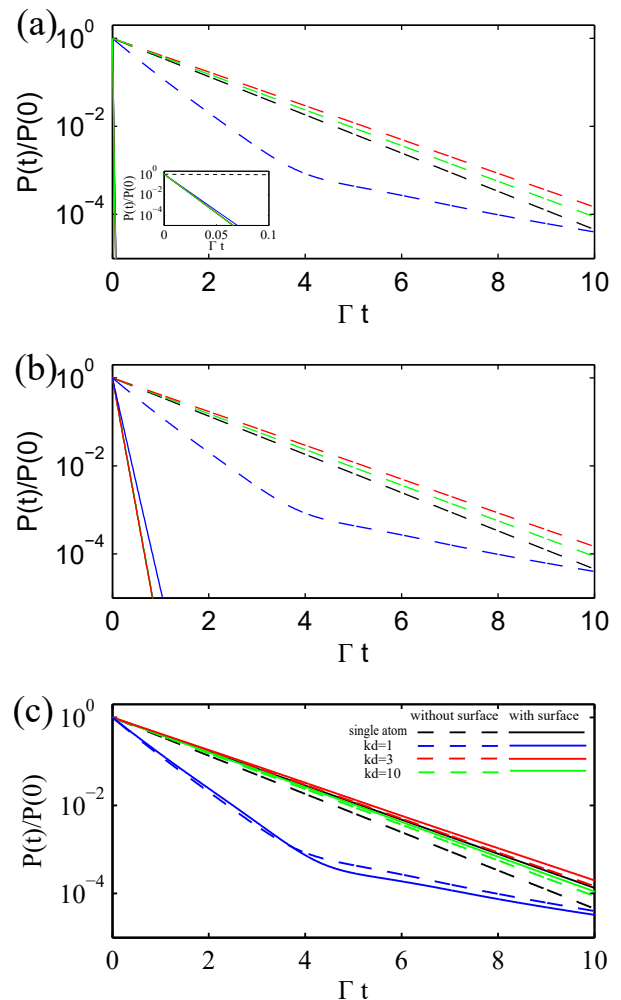 (a)
10^0
10^−2
10^−4
P(t)/P(0)
10^0
10^−2
10^−4
P(t)/P(0)
0
0.05
0.1
Γ t
0 2 4 6 8 10
Γ t
(b)
10^0
10^−2
10^−4
P(t)/P(0)
0 2 4 6 8 10
Γ t
(c)
10^0
10^−2
10^−4
P(t)/P(0)
without surface with surface
single atom
kd=1
kd=3
kd=10
0 2 4 6 8 10
Γ t